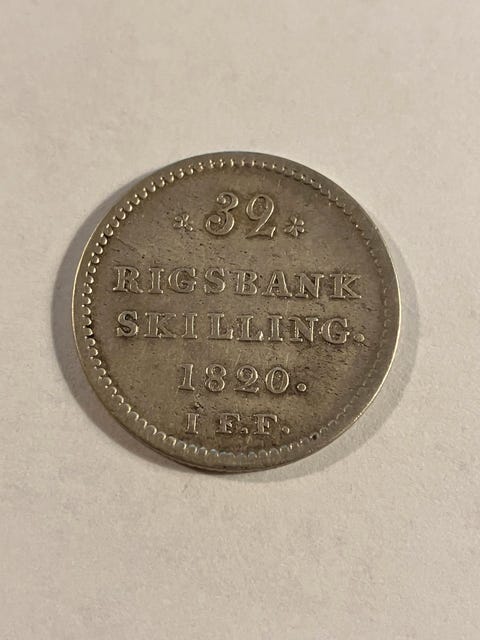 * 32 *
RIGSBANK
SKILLING.
1820.
I F.F.